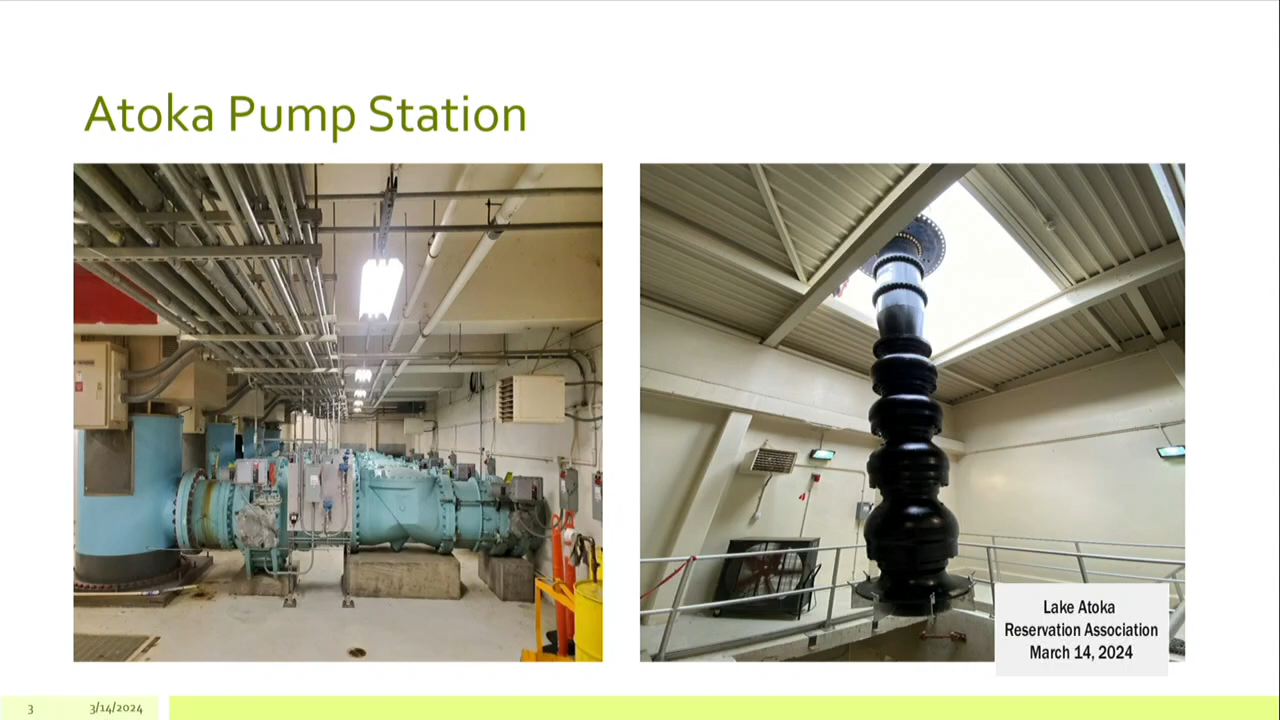 Atoka Pump Station
Lake Atoka
Reservation Association
March 14, 2024
3
3/14/2024